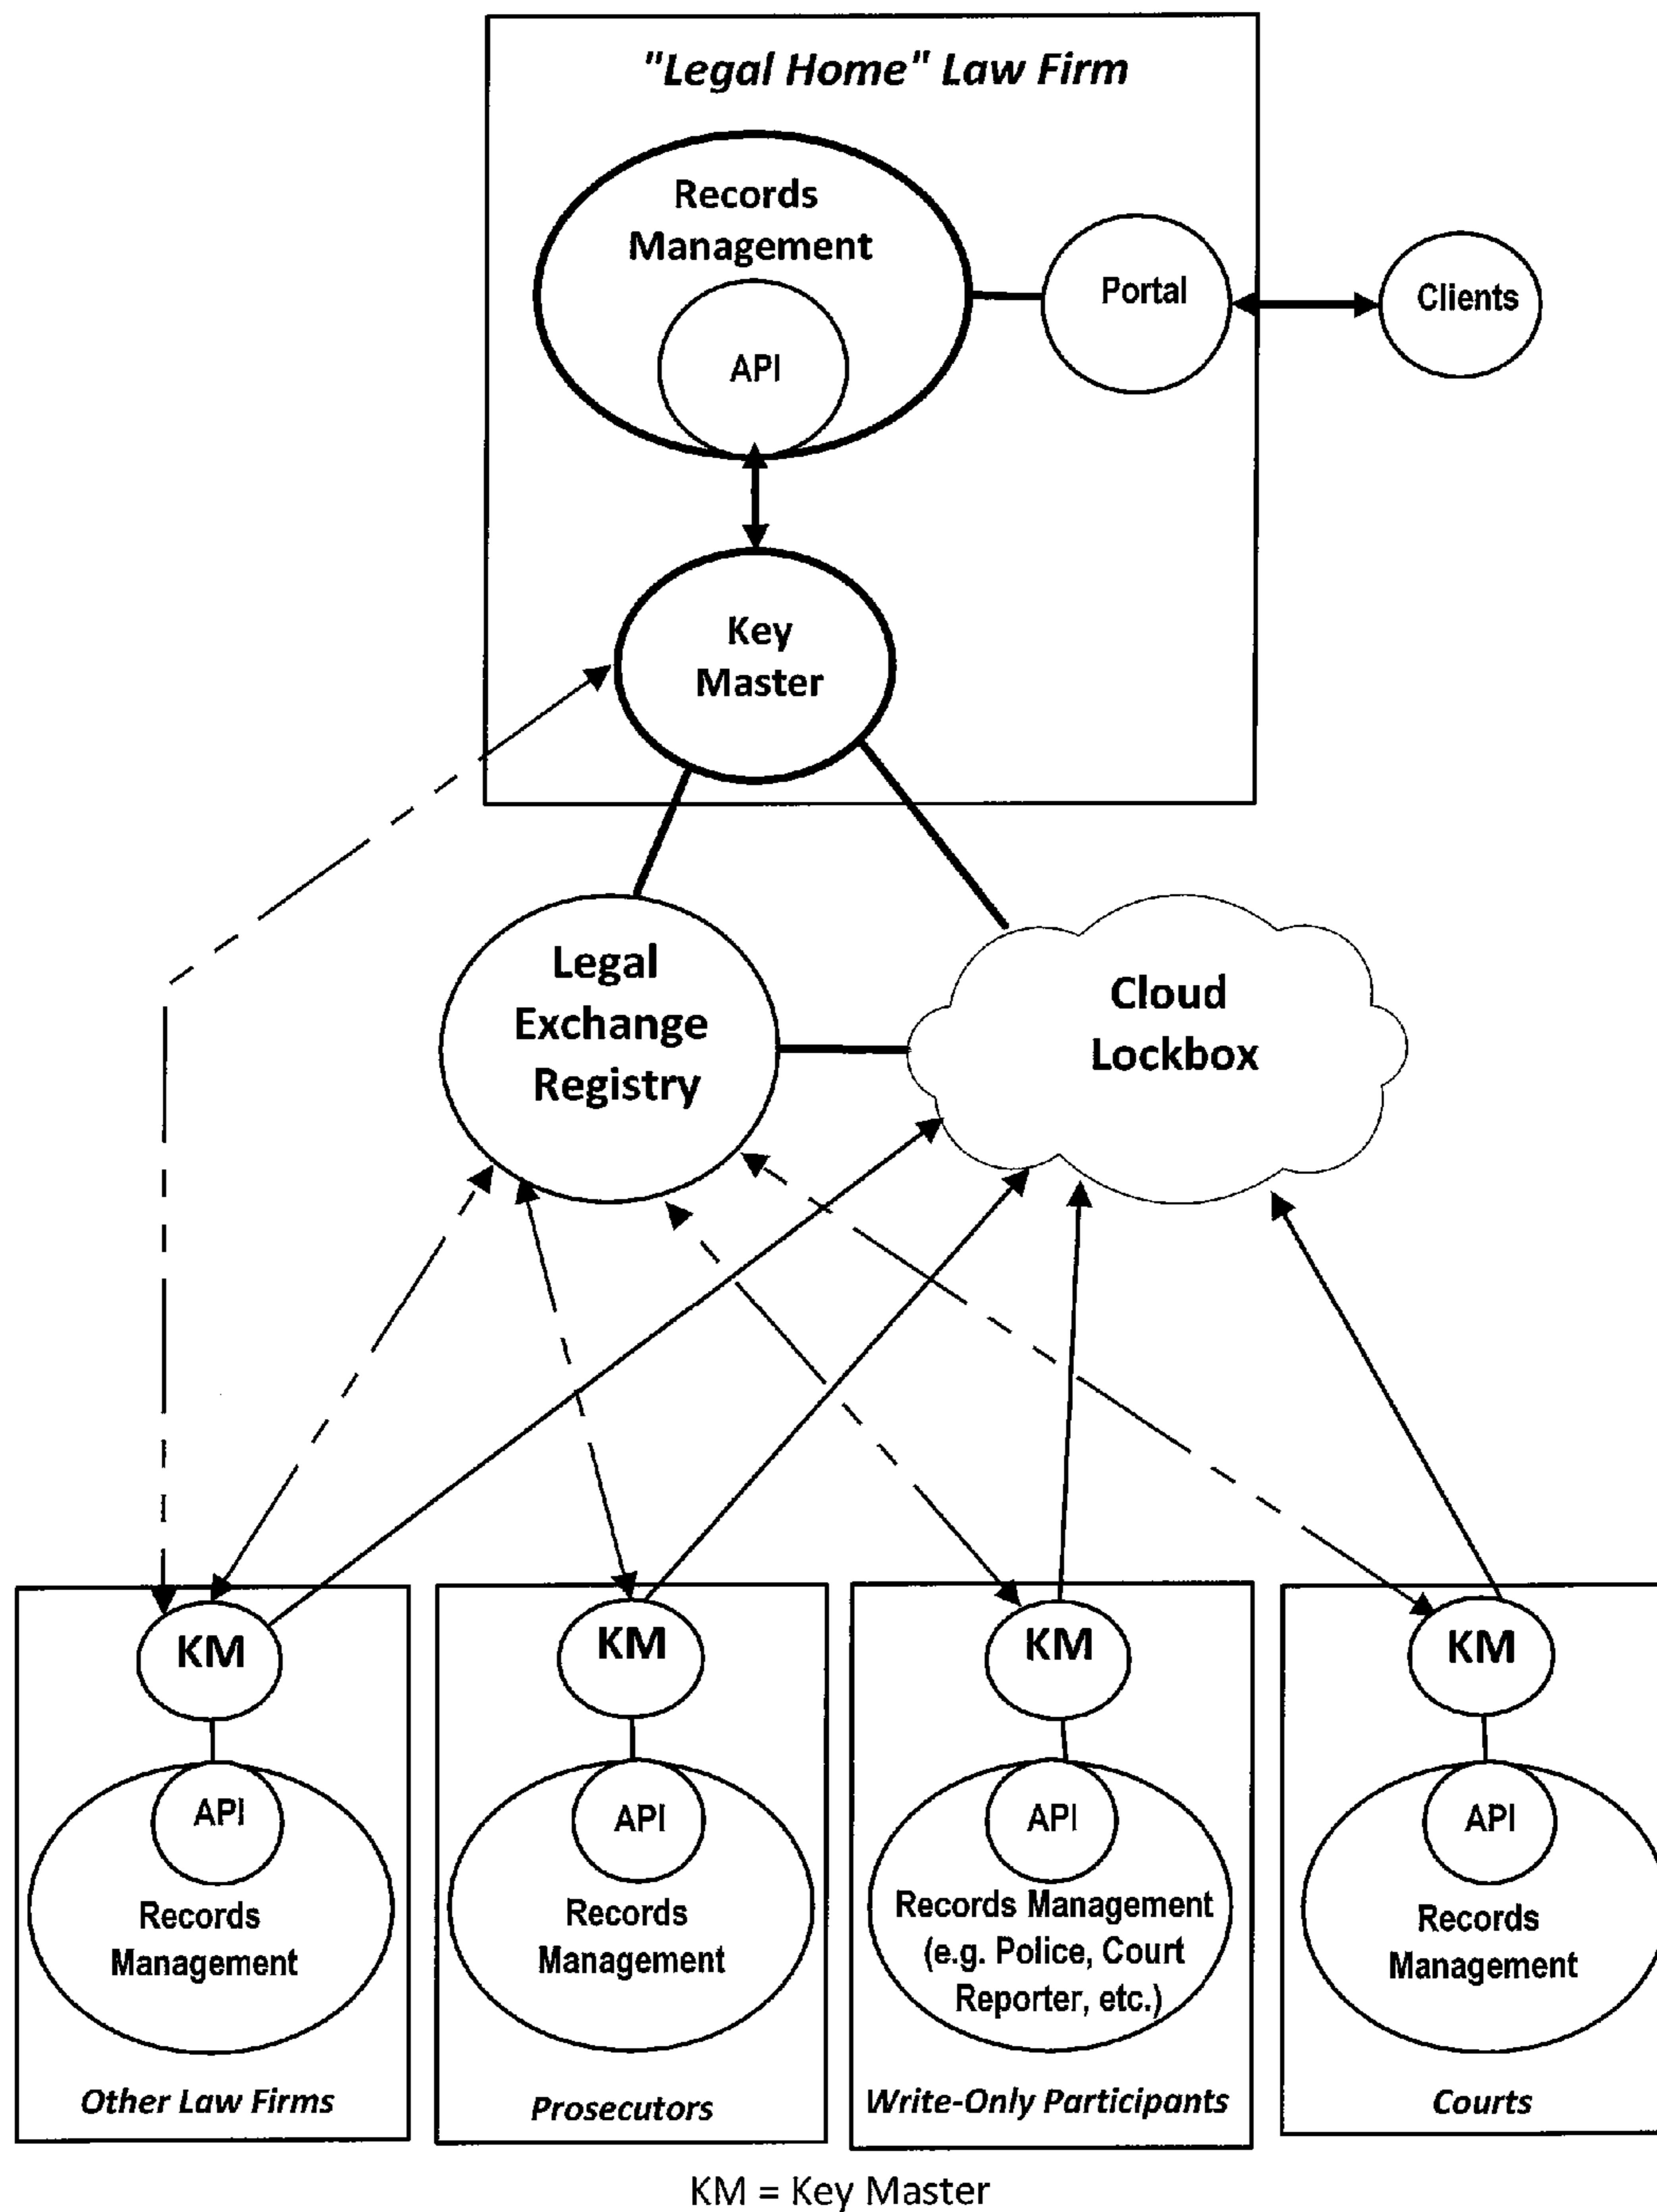 "Legal Home" Law Firm
Records
Management
API
Portal
Clients
Key
Master
Legal
Exchange
Registry
Cloud
Lockbox
KM
KM
KM
KM
API
API
API
API
Records
Management
Records
Management
Records Management
(e.g. Police, Court
Reporter, etc.)
Records
Management
Other Law Firms
Prosecutors
Write-Only Participants
Courts
KM = Key Master